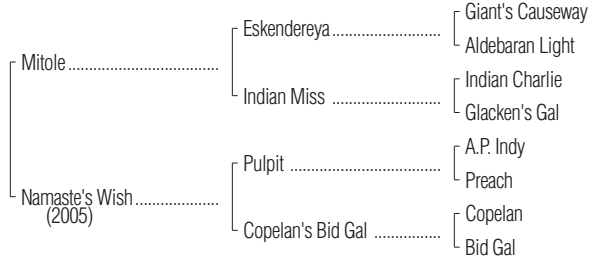 Giant's Causeway
Eskendereya
Aldebaran Light
Mitole
Indian Charlie
Indian Miss
Glacken's Gal
A.P. Indy
Pulpit
Preach
Namaste's Wish
(2005)
Copelan
Copelan's Bid Gal
Bid Gal